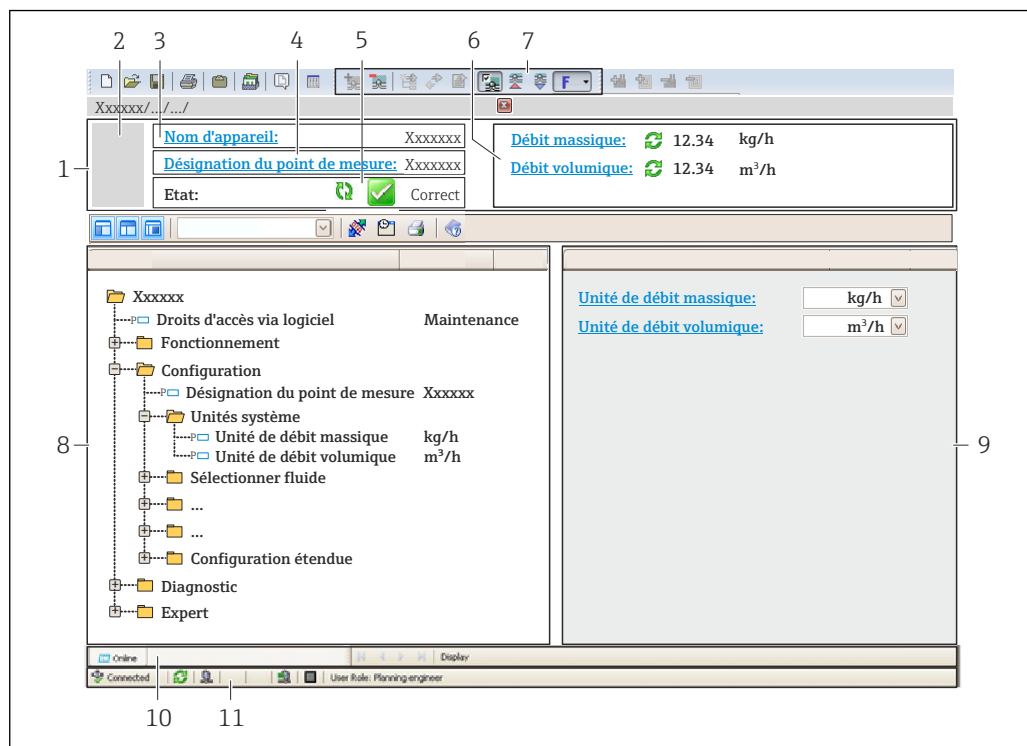 2 3 4 5 6 7
F
Xxxxxx/.../.../
1
Nom d'appareil: Xxxxxxx
Désignation du point de mesure: Xxxxxxx
Etat: Correct
Débit massique: 12.34 kg/h
Débit volumique: 12.34 m³/h
Xxxxxx
P Droits d'accès via logiciel Maintenance
Fonctionnement
Configuration
P Désignation du point de mesure Xxxxxx
Unités système
P Unité de débit massique kg/h
P Unité de débit volumique m³/h
Sélectionner fluide
...
...
Configuration étendue
Diagnostic
Expert
8
Unité de débit massique: kg/h
Unité de débit volumique: m³/h
9
Online Display
Connected User Role: Planning engineer
10 11